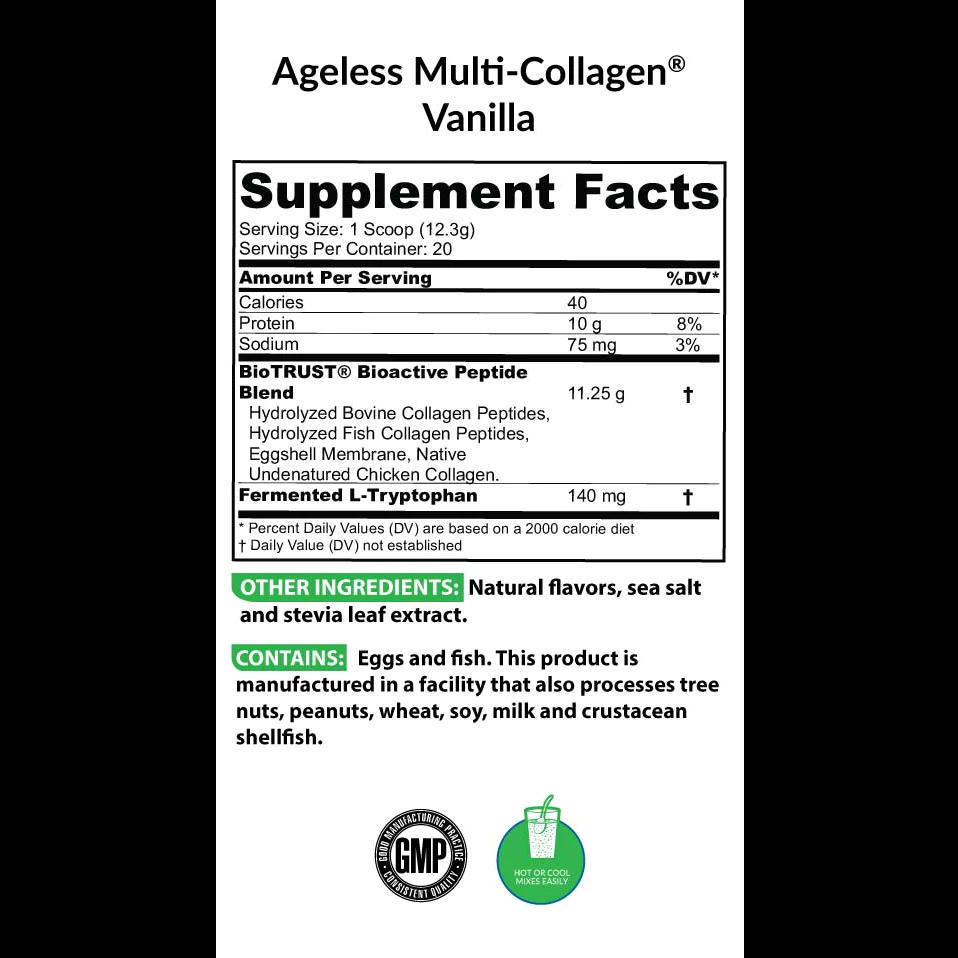 Ageless Multi-Collagen®
Vanilla
Supplement Facts
Serving Size: 1 Scoop (12.3g)
Servings Per Container: 20
Amount Per Serving %DV*
Calories 40
Protein 10 g 8%
Sodium 75 mg 3%
BioTRUST® Bioactive Peptide
Blend 11.25 g †
Hydrolyzed Bovine Collagen Peptides,
Hydrolyzed Fish Collagen Peptides,
Eggshell Membrane, Native
Undenatured Chicken Collagen.
Fermented L-Tryptophan 140 mg †
* Percent Daily Values (DV) are based on a 2000 calorie diet
† Daily Value (DV) not established
OTHER INGREDIENTS: Natural flavors, sea salt
and stevia leaf extract.
CONTAINS: Eggs and fish. This product is
manufactured in a facility that also processes tree
nuts, peanuts, wheat, soy, milk and crustacean
shellfish.
GOOD MANUFACTURING PRACTICE
GMP
CONSISTENT QUALITY
HOT OR COOL
MIXES EASILY